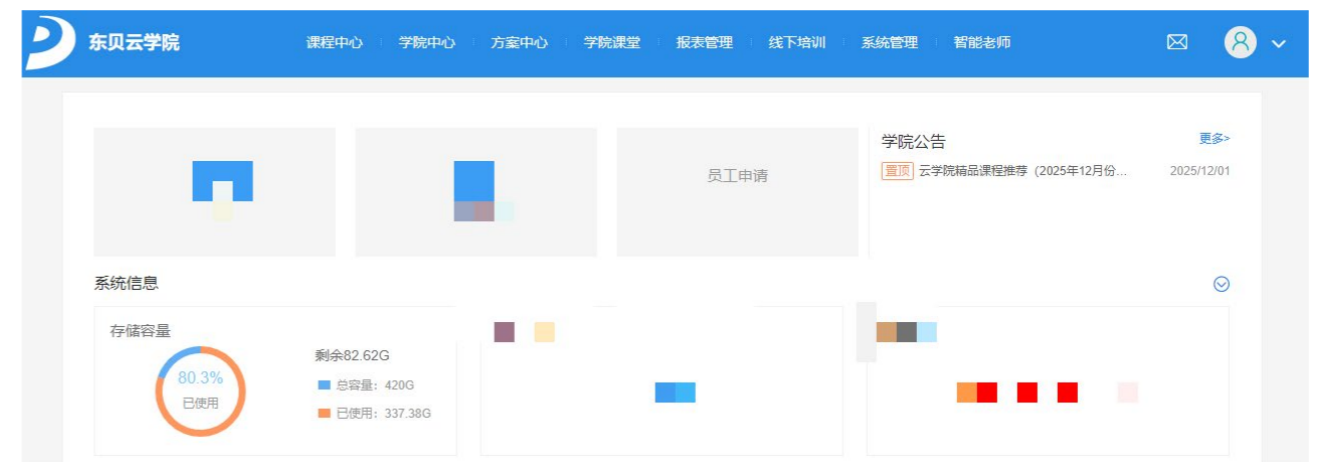 东贝云学院 课程中心 学院中心 方案中心 学院课堂 报表管理 线下培训 系统管理 智能老师
员工申请
学院公告 更多>
置顶 云学院精品课程推荐（2025年12月份... 2025/12/01
系统信息
存储容量
80.3%
已使用
剩余82.62G
总容量：420G
已使用：337.38G